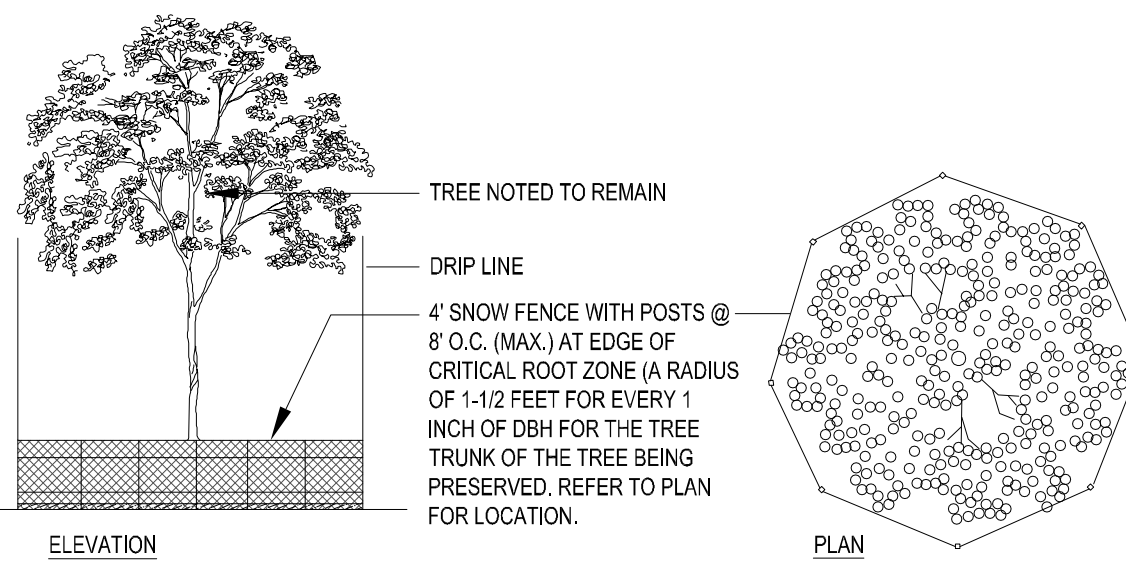 TREE NOTED TO REMAIN
DRIP LINE
4' SNOW FENCE WITH POSTS @
8' O.C. (MAX.) AT EDGE OF
CRITICAL ROOT ZONE (A RADIUS
OF 1-1/2 FEET FOR EVERY 1
INCH OF DBH FOR THE TREE
TRUNK OF THE TREE BEING
PRESERVED. REFER TO PLAN
FOR LOCATION.
ELEVATION
PLAN